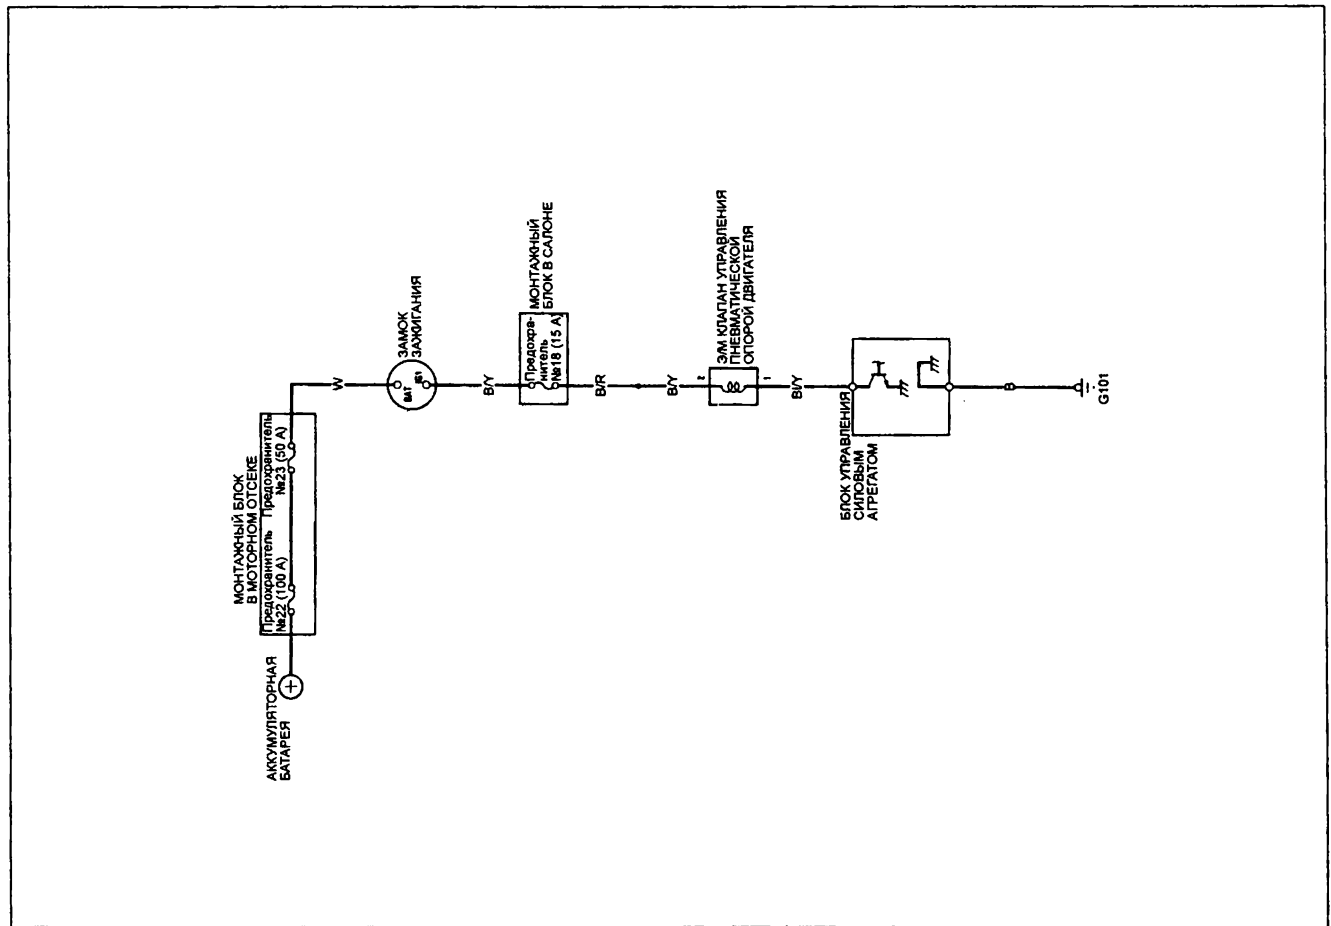 АККУМУЛЯТОРНАЯ
БАТАРЕЯ
МОНТАЖНЫЙ БЛОК
В МОТОРНОМ ОТСЕКЕ
Предохранитель
№22 (100 А)
Предохранитель
№23 (50 А)
W
ЗАМОК
ЗАЖИГАНИЯ
BAT
IG1
B/Y
МОНТАЖНЫЙ
БЛОК В САЛОНЕ
Предохра-
нитель
№18 (15 А)
B/R
B/Y
Э/М КЛАПАН УПРАВЛЕНИЯ
ПНЕВМАТИЧЕСКОЙ
ОПОРОЙ ДВИГАТЕЛЯ
2
1
B/Y
БЛОК УПРАВЛЕНИЯ
СИЛОВЫМ
АГРЕГАТОМ
B
G101